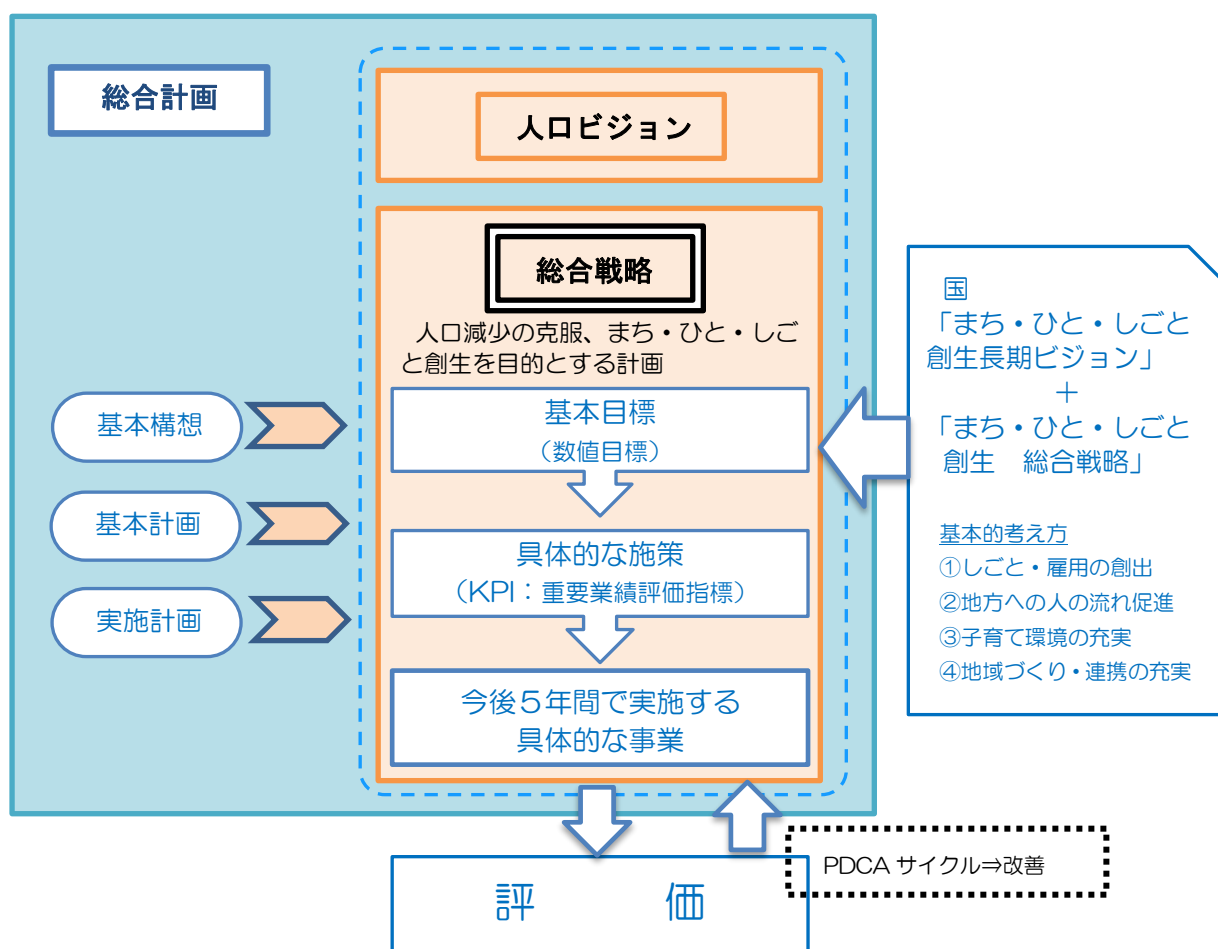 総合計画
人口ビジョン
総合戦略
人口減少の克服、まち・ひと・しご
と創生を目的とする計画
基本構想
基本計画
実施計画
基本目標
（数値目標）
具体的な施策
（KPI：重要業績評価指標）
今後５年間で実施する
具体的な事業
国
「まち・ひと・しごと
創生長期ビジョン」
＋
「まち・ひと・しごと
創生　総合戦略」
基本的考え方
①しごと・雇用の創出
②地方への人の流れ促進
③子育て環境の充実
④地域づくり・連携の充実
PDCA サイクル⇒改善
評　価